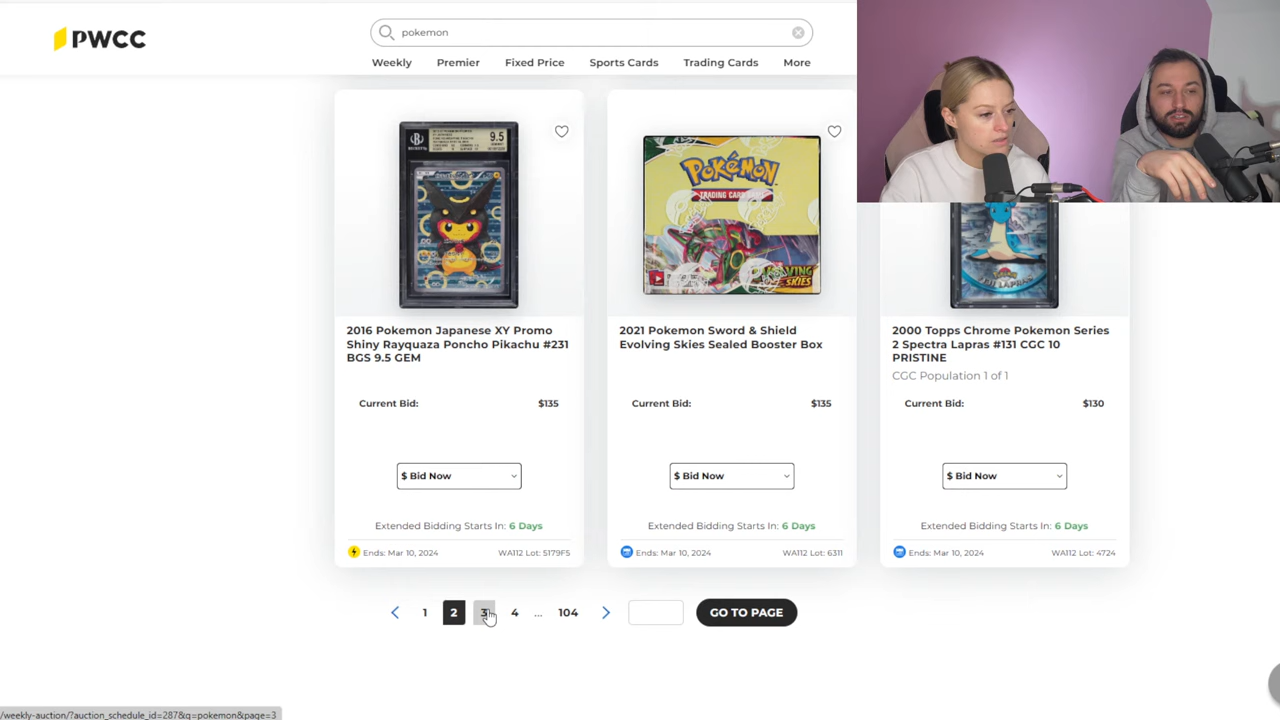 PWCC
pokemon
Weekly
Premier
Fixed Price
Sports Cards
Trading Cards
More
9.5
POKÉMON
TRADING CARD GAME
2016 Pokemon Japanese XY Promo
Shiny Rayquaza Poncho Pikachu #231
BGS 9.5 GEM
Current Bid:
$135
$ Bid Now
Extended Bidding Starts In: 6 Days
Ends: Mar 10, 2024
WA112 Lot: 5179F5
2021 Pokemon Sword & Shield
Evolving Skies Sealed Booster Box
Current Bid:
$135
$ Bid Now
Extended Bidding Starts In: 6 Days
Ends: Mar 10, 2024
WA112 Lot: 6311
2000 Topps Chrome Pokemon Series
2 Spectra Lapras #131 CGC 10
PRISTINE
CGC Population 1 of 1
Current Bid:
$130
$ Bid Now
Extended Bidding Starts In: 6 Days
Ends: Mar 10, 2024
WA112 Lot: 4724
1 2 3 4 ... 104
GO TO PAGE
/weekly-auction/?auction_schedule_id=287&q=pokemon&page=3